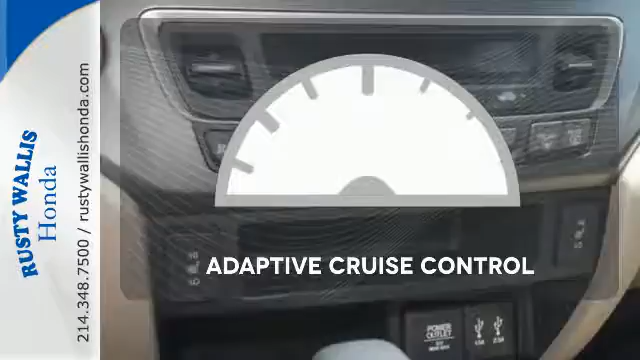 RUSTY WALLIS
Honda
214.348.7500 / rustywallishonda.com
ADAPTIVE CRUISE CONTROL
POWER
OUTLET